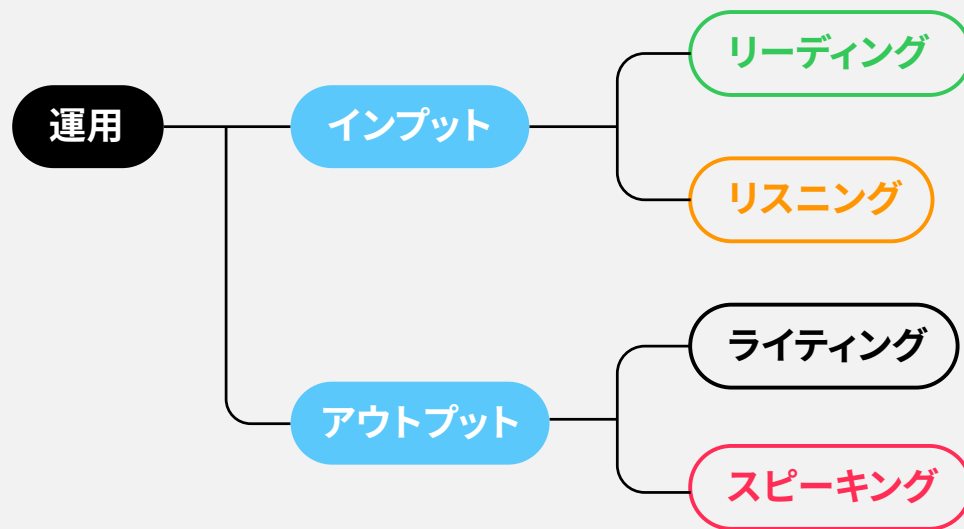 運用
インプット
リーディング
リスニング
アウトプット
ライティング
スピーキング